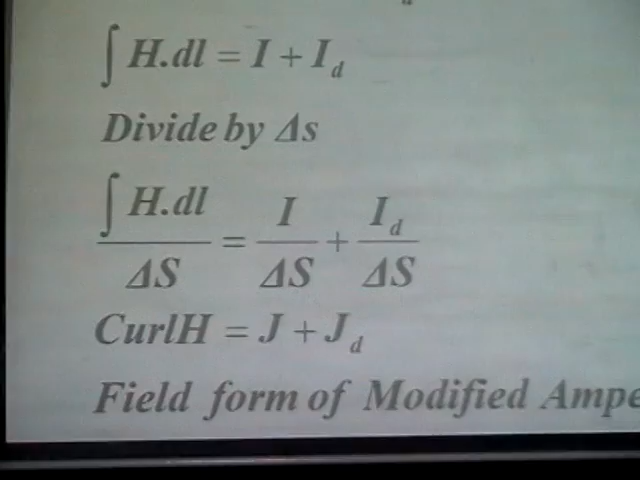 ∫ H.dl = I + I_d
Divide by Δs
∫ H.dl / ΔS = I / ΔS + I_d / ΔS
CurlH = J + J_d
Field form of Modified Ampe